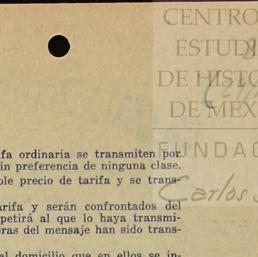 CENTRO
ESTUDI
DE HISTO
DE MEX
FUNDAC
Carlos S
fa ordinaria se transmiten por
in preferencia de ninguna clase.
ble precio de tarifa y se trans-
arifa y serán confrontados del
petirá al que lo haya transmi-
oras del mensaje han sido trans-
al domicilio que en ellos se in-